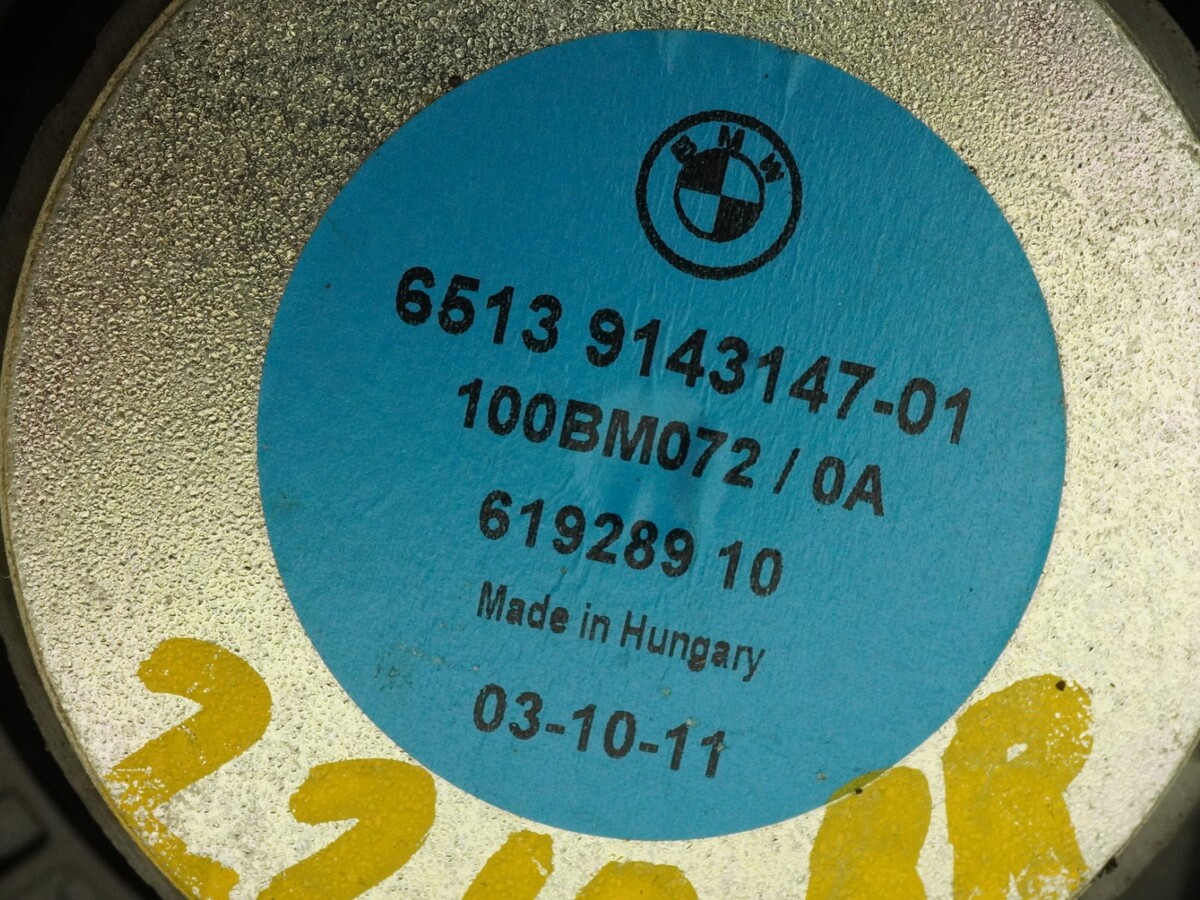 BMW
6513 9143147-01
100BM072 / 0A
619289 10
Made in Hungary
03-10-11